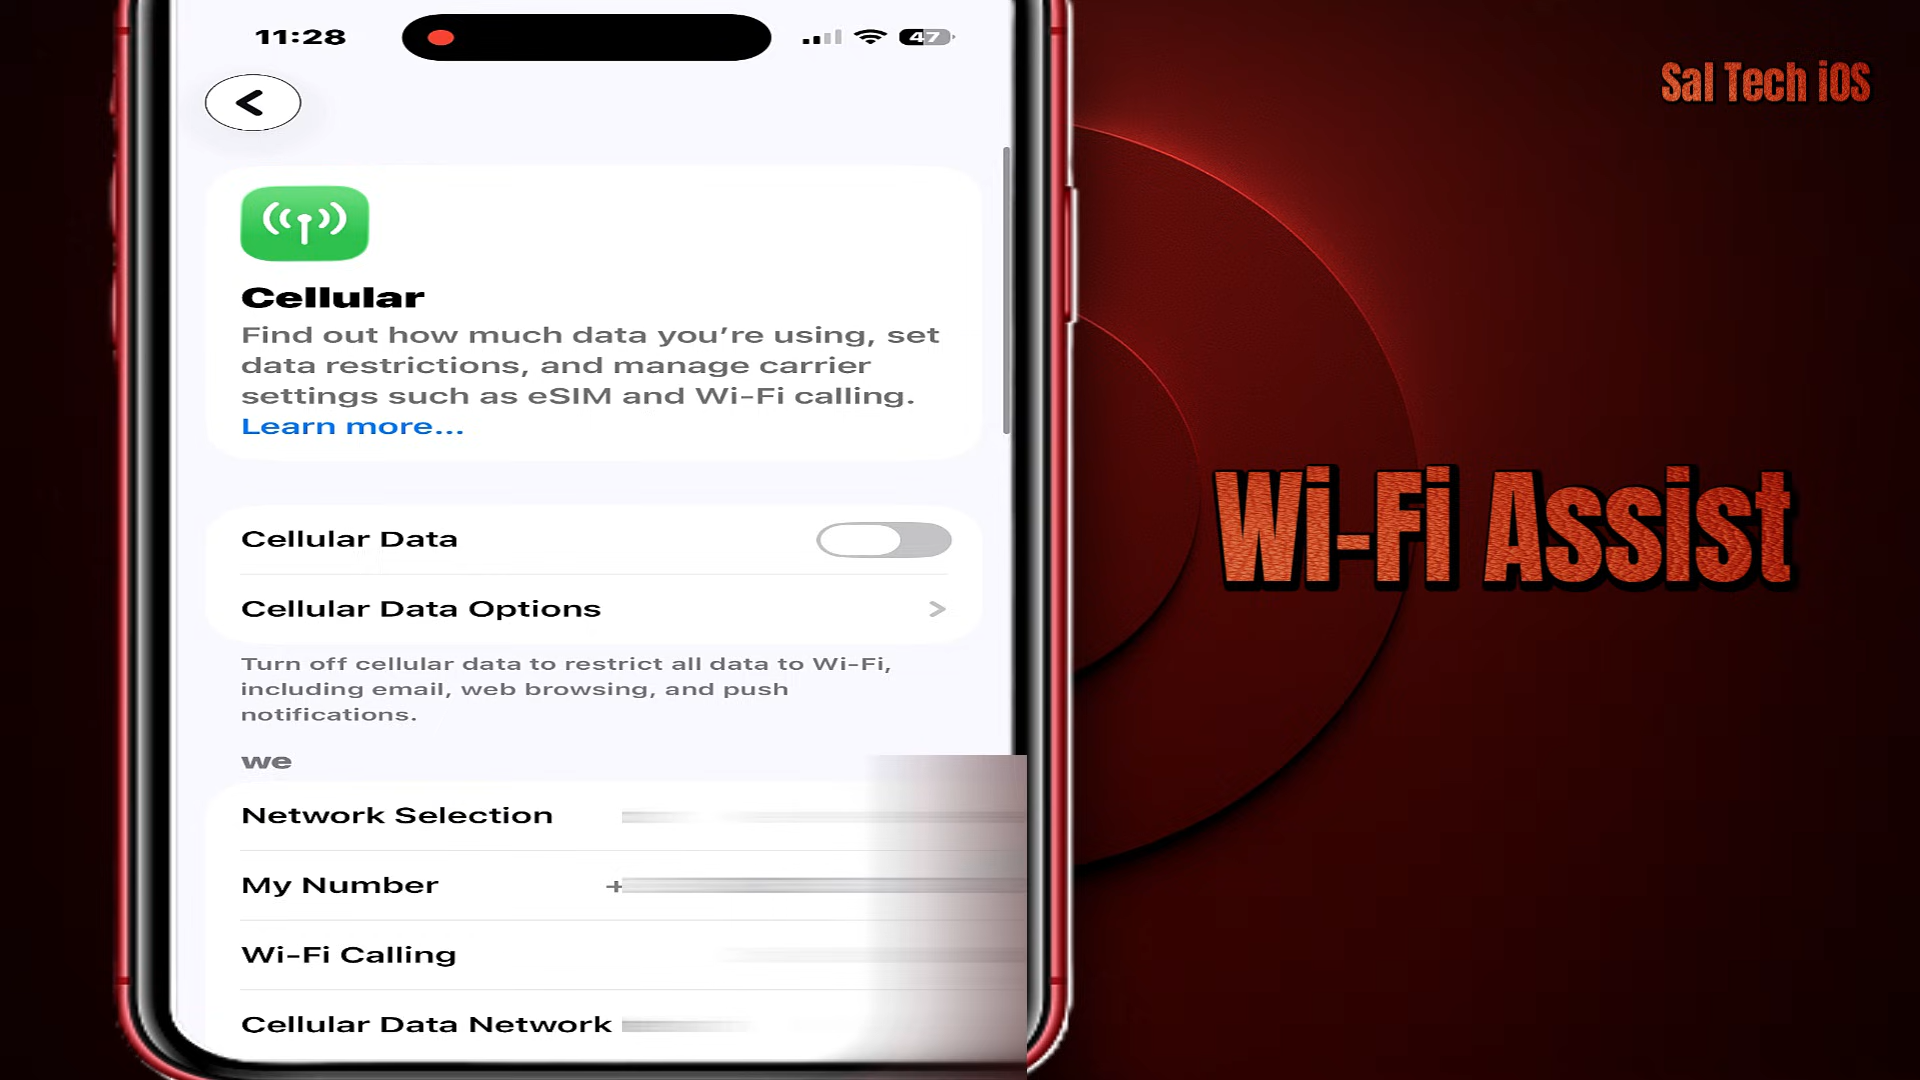 11:28
47
Sal Tech iOS
Cellular
Find out how much data you're using, set
data restrictions, and manage carrier
settings such as eSIM and Wi-Fi calling.
Learn more...
Wi-Fi Assist
Cellular Data
Cellular Data Options
Turn off cellular data to restrict all data to Wi-Fi,
including email, web browsing, and push
notifications.
we
Network Selection
My Number +
Wi-Fi Calling
Cellular Data Network